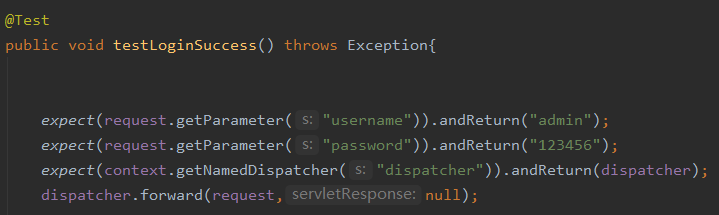 @Test
public void testLoginSuccess() throws Exception{
expect(request.getParameter( s: "username")).andReturn("admin");
expect(request.getParameter( s: "password")).andReturn("123456");
expect(context.getNamedDispatcher( s: "dispatcher")).andReturn(dispatcher);
dispatcher.forward(request, servletResponse: null);